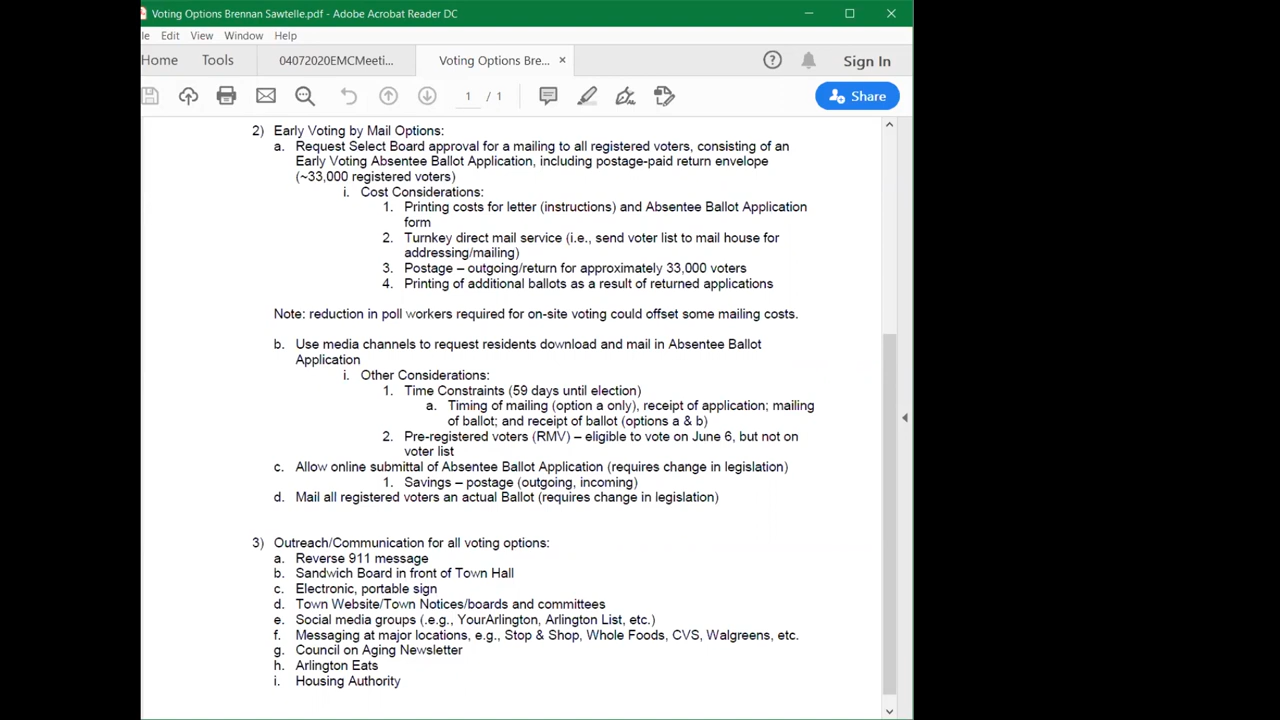 Voting Options Brennan Sawtelle.pdf - Adobe Acrobat Reader DC
le Edit View Window Help
Home Tools 04072020EMCMeeti... Voting Options Bre... × Sign In
1 / 1 Share
2) Early Voting by Mail Options:
a. Request Select Board approval for a mailing to all registered voters, consisting of an
Early Voting Absentee Ballot Application, including postage-paid return envelope
(~33,000 registered voters)
i. Cost Considerations:
1. Printing costs for letter (instructions) and Absentee Ballot Application
form
2. Turnkey direct mail service (i.e., send voter list to mail house for
addressing/mailing)
3. Postage – outgoing/return for approximately 33,000 voters
4. Printing of additional ballots as a result of returned applications
Note: reduction in poll workers required for on-site voting could offset some mailing costs.
b. Use media channels to request residents download and mail in Absentee Ballot
Application
i. Other Considerations:
1. Time Constraints (59 days until election)
a. Timing of mailing (option a only), receipt of application; mailing
of ballot; and receipt of ballot (options a & b)
2. Pre-registered voters (RMV) – eligible to vote on June 6, but not on
voter list
c. Allow online submittal of Absentee Ballot Application (requires change in legislation)
1. Savings – postage (outgoing, incoming)
d. Mail all registered voters an actual Ballot (requires change in legislation)
3) Outreach/Communication for all voting options:
a. Reverse 911 message
b. Sandwich Board in front of Town Hall
c. Electronic, portable sign
d. Town Website/Town Notices/boards and committees
e. Social media groups (.e.g., YourArlington, Arlington List, etc.)
f. Messaging at major locations, e.g., Stop & Shop, Whole Foods, CVS, Walgreens, etc.
g. Council on Aging Newsletter
h. Arlington Eats
i. Housing Authority